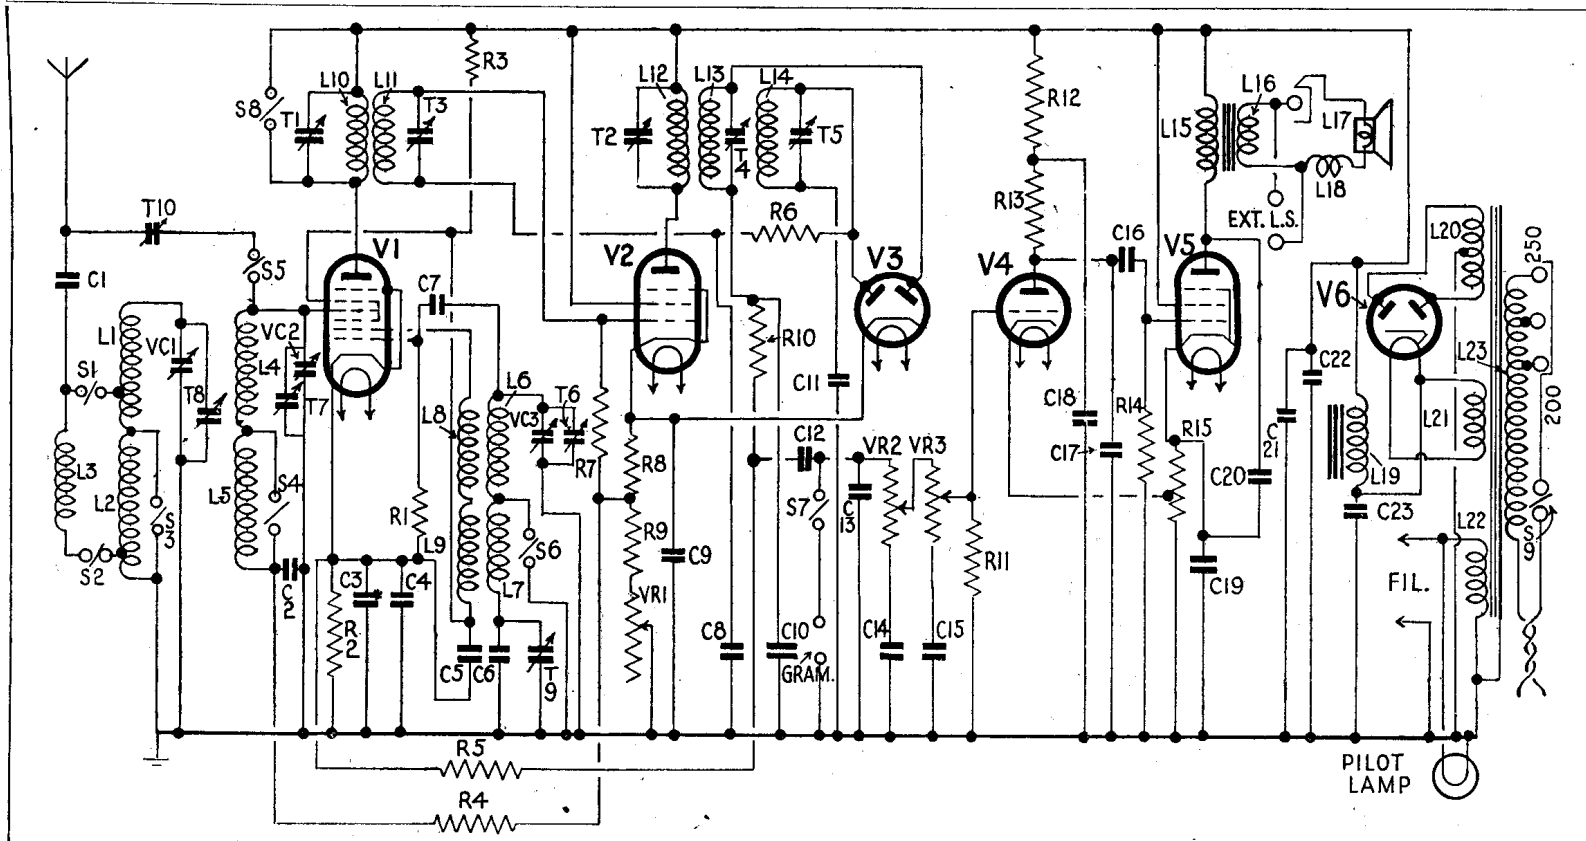 R3
L10
L11
L12
L13
L14
L16
S8
T1
T3
T2
T4
T5
R12
L15
L17
L18
T10
R6
R13
C16
EXT. L.S.
L20
250
C1
S5
V1
V2
V3
V4
V5
V6
C7
L1
VC1
VC2
L4
S1
T8
T7
L6
L8
VC3
T6
R10
C11
C18
R14
R15
C22
L23
L21
200
L3
L2
S3
L5
S4
R1
L9
R7
R8
C12
VR2
VR3
C17
C20
C21
L19
C23
L22
S9
S2
C2
C3
C4
R2
L7
S6
R9
C9
VR1
S7
C13
R11
C19
FIL.
C5
C6
T9
C8
C10
GRAM.
C14
C15
R5
R4
PILOT
LAMP